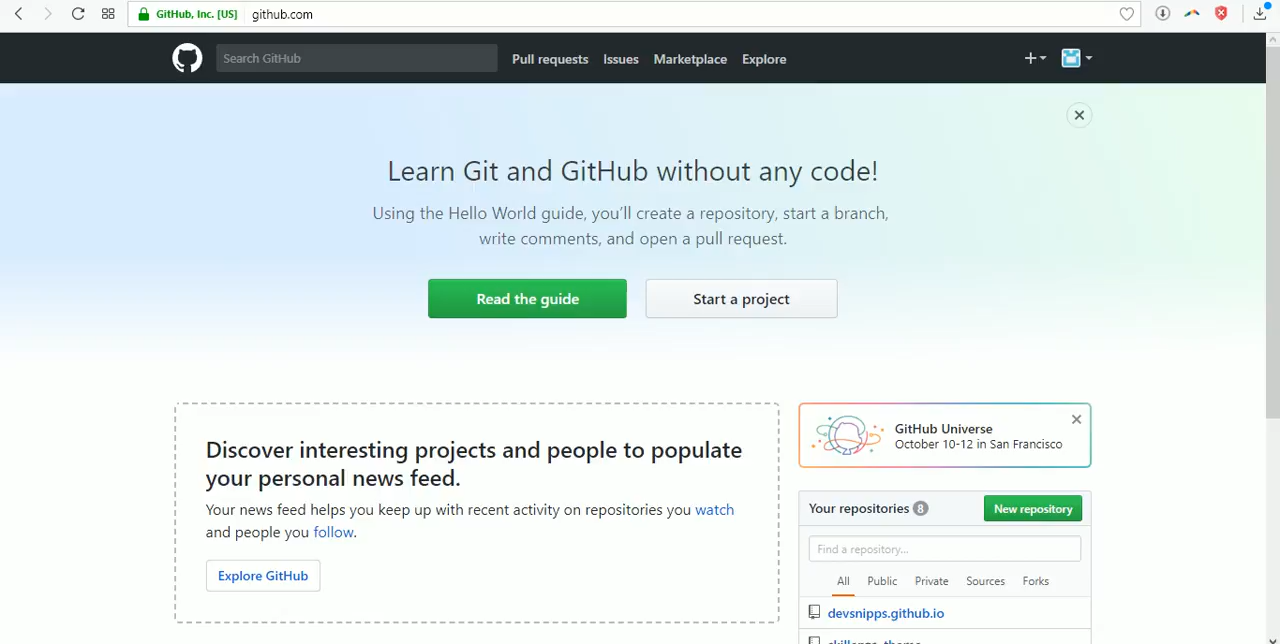 GitHub, Inc. [US] github.com
Search GitHub Pull requests Issues Marketplace Explore
Learn Git and GitHub without any code!
Using the Hello World guide, you’ll create a repository, start a branch,
write comments, and open a pull request.
Read the guide Start a project
Discover interesting projects and people to populate
your personal news feed.
Your news feed helps you keep up with recent activity on repositories you watch
and people you follow.
Explore GitHub
GitHub Universe
October 10-12 in San Francisco
Your repositories 8 New repository
Find a repository...
All Public Private Sources Forks
devsnipps.github.io